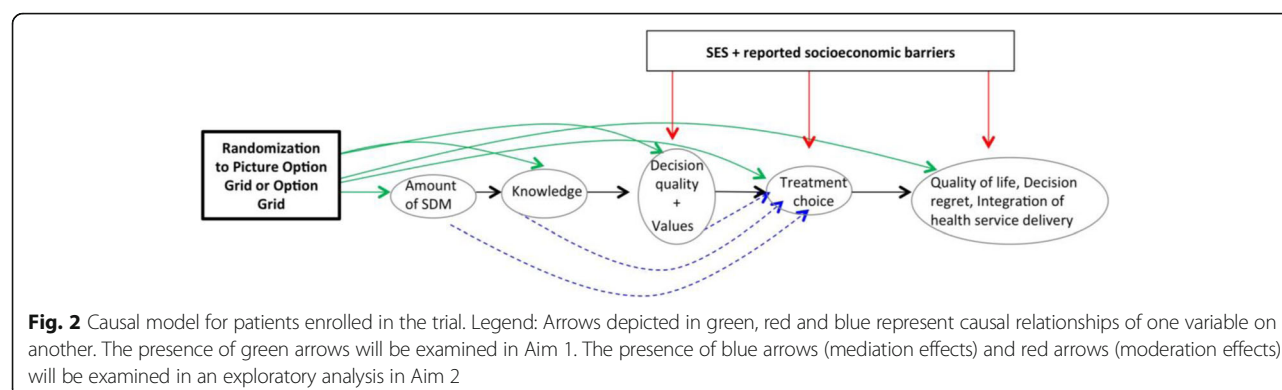 SES + reported socioeconomic barriers
Randomization
to Picture Option
Grid or Option
Grid
Amount
of SDM
Knowledge
Decision
quality
+
Values
Treatment
choice
Quality of life, Decision
regret, Integration of
health service delivery
Fig. 2 Causal model for patients enrolled in the trial. Legend: Arrows depicted in green, red and blue represent causal relationships of one variable on
another. The presence of green arrows will be examined in Aim 1. The presence of blue arrows (mediation effects) and red arrows (moderation effects)
will be examined in an exploratory analysis in Aim 2